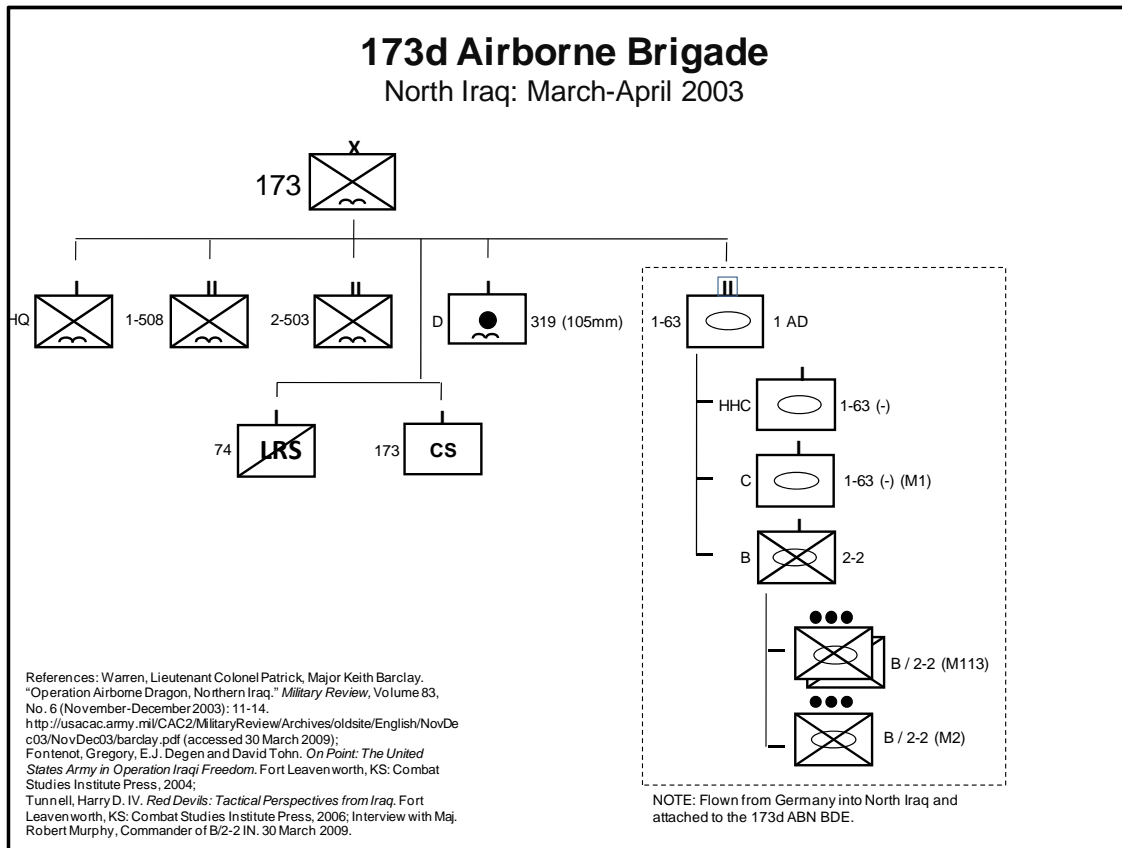 173d Airborne Brigade
North Iraq: March-April 2003
X
173
I
II
II
I
II
HQ
1-508
2-503
D
319 (105mm)
1-63
1 AD
I
I
74
LRS
173
CS
I
HHC
1-63 (-)
I
C
1-63 (-) (M1)
I
B
2-2
B / 2-2 (M113)
B / 2-2 (M2)
References: Warren, Lieutenant Colonel Patrick, Major Keith Barclay.
“Operation Airborne Dragon, Northern Iraq.” Military Review, Volume 83,
No. 6 (November-December 2003): 11-14.
http://usacac.army.mil/CAC2/MilitaryReview/Archives/oldsite/English/NovDe
c03/NovDec03/barclay.pdf (accessed 30 March 2009);
Fontenot, Gregory, E.J. Degen and David Tohn. On Point: The United
States Army in Operation Iraqi Freedom. Fort Leavenworth, KS: Combat
Studies Institute Press, 2004;
Tunnell, Harry D. IV. Red Devils: Tactical Perspectives from Iraq. Fort
Leavenworth, KS: Combat Studies Institute Press, 2006; Interview with Maj.
Robert Murphy, Commander of B/2-2 IN. 30 March 2009.
NOTE: Flown from Germany into North Iraq and
attached to the 173d ABN BDE.